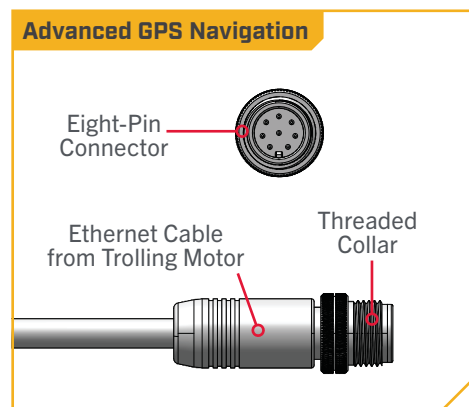 Advanced GPS Navigation
Eight-Pin
Connector
Ethernet Cable
from Trolling Motor
Threaded
Collar